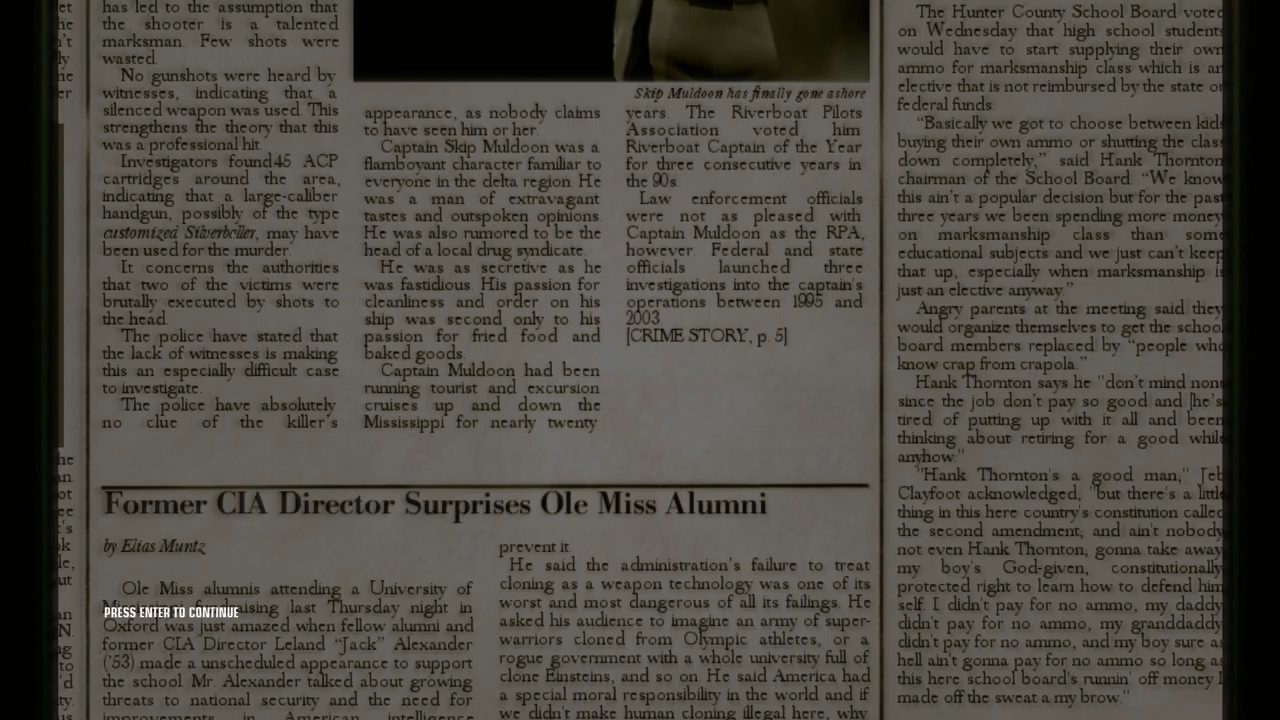 has led to the assumption that
the shooter is a talented
marksman. Few shots were
wasted.
No gunshots were heard by
witnesses, indicating that a
silenced weapon was used. This
strengthens the theory that this
was a professional hit.
Investigators found.45 ACP
cartridges around the area,
indicating that a large-caliber
handgun, possibly of the type
customized Silverballer, may have
been used for the murder.
It concerns the authorities
that two of the victims were
brutally executed by shots to
the head.
The police have stated that
the lack of witnesses is making
this an especially difficult case
to investigate.
The police have absolutely
no clue of the killer's
Skip Muldoon has finally gone ashore
appearance, as nobody claims
to have seen him or her.
Captain Skip Muldoon was a
flamboyant character familiar to
everyone in the delta region. He
was a man of extravagant
tastes and outspoken opinions.
He was also rumored to be the
head of a local drug syndicate.
He was as secretive as he
was fastidious. His passion for
cleanliness and order on his
ship was second only to his
passion for fried food and
baked goods.
Captain Muldoon had been
running tourist and excursion
cruises up and down the
Mississippi for nearly twenty
years. The Riverboat Pilots
Association voted him
Riverboat Captain of the Year
for three consecutive years in
the 90s.
Law enforcement officials
were not as pleased with
Captain Muldoon as the RPA,
however. Federal and state
officials launched three
investigations into the captain's
operations between 1995 and
2003.
[CRIME STORY, p. 5]
Former CIA Director Surprises Ole Miss Alumni
by Elias Muntz
Ole Miss alumnis attending a University of
fundraising last Thursday night in
PRESS ENTER TO CONTINUE
Oxford was just amazed when fellow alumni and
former CIA Director Leland "Jack" Alexander
('53) made a unscheduled appearance to support
the school. Mr. Alexander talked about growing
threats to national security and the need for
improvements in American intelligence
prevent it.
He said the administration's failure to treat
cloning as a weapon technology was one of its
worst and most dangerous of all its failings. He
asked his audience to imagine an army of super-
warriors cloned from Olympic athletes, or a
rogue government with a whole university full of
clone Einsteins, and so on. He said America had
a special moral responsibility in the world and if
we didn't make human cloning illegal here, why
The Hunter County School Board voted
on Wednesday that high school students
would have to start supplying their own
ammo for marksmanship class which is an
elective that is not reimbursed by the state or
federal funds.
"Basically we got to choose between kids
buying their own ammo or shutting the class
down completely," said Hank Thornton
chairman of the School Board. "We know
this ain't a popular decision but for the past
three years we been spending more money
on marksmanship class than some
educational subjects and we just can't keep
that up, especially when marksmanship is
just an elective anyway."
Angry parents at the meeting said they
would organize themselves to get the school
board members replaced by "people who
know crap from crapola."
Hank Thornton says he "don't mind none
since the job don't pay so good and [he's
tired of putting up with it all and been
thinking about retiring for a good while
anyhow."
"Hank Thornton's a good man," Jeb
Clayfoot acknowledged, "but there's a little
thing in this here country's constitution called
the second amendment, and ain't nobody
not even Hank Thornton, gonna take away
my boy's God-given, constitutionally
protected right to learn how to defend him
self. I didn't pay for no ammo, my daddy
didn't pay for no ammo, my granddaddy
didn't pay for no ammo, and my boy sure as
hell ain't gonna pay for no ammo so long as
this here school board's runnin' off money I
made off the sweat a my brow."